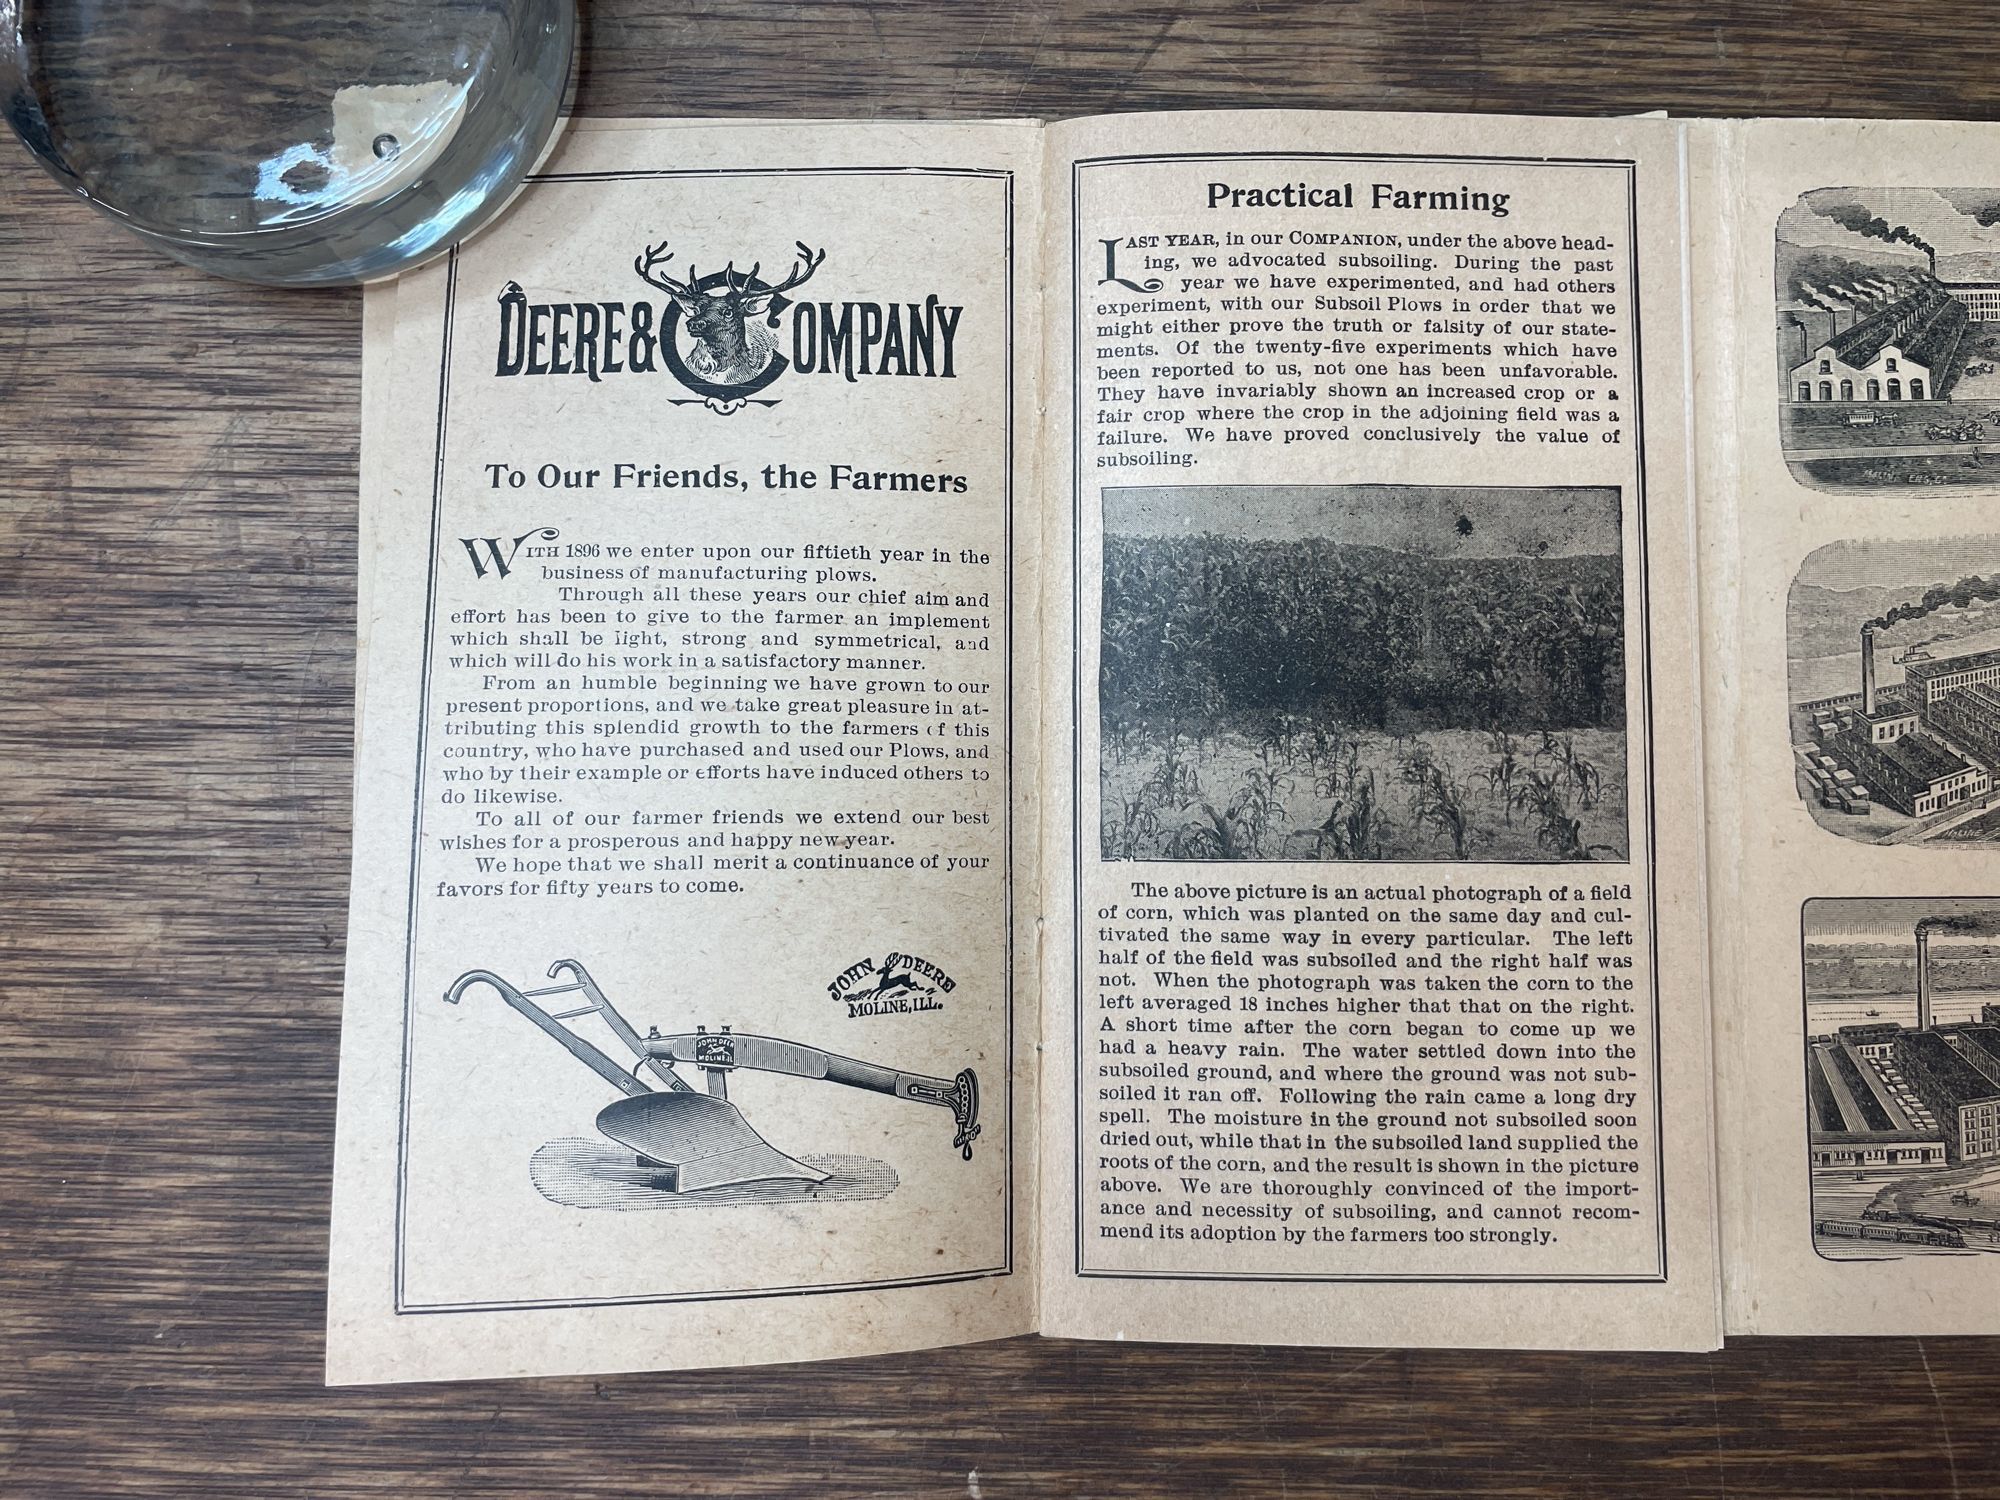 DEERE & COMPANY
To Our Friends, the Farmers
WITH 1896 we enter upon our fiftieth year in the
business of manufacturing plows.
Through all these years our chief aim and
effort has been to give to the farmer an implement
which shall be light, strong and symmetrical, and
which will do his work in a satisfactory manner.
From an humble beginning we have grown to our
present proportions, and we take great pleasure in at-
tributing this splendid growth to the farmers of this
country, who have purchased and used our Plows, and
who by their example or efforts have induced others to
do likewise.
To all of our farmer friends we extend our best
wishes for a prosperous and happy new year.
We hope that we shall merit a continuance of your
favors for fifty years to come.
JOHN DEERE
MOLINE, ILL.
JOHN DEERE
MOLINE, IL
Practical Farming
LAST YEAR, in our COMPANION, under the above head-
ing, we advocated subsoiling. During the past
year we have experimented, and had others
experiment, with our Subsoil Plows in order that we
might either prove the truth or falsity of our state-
ments. Of the twenty-five experiments which have
been reported to us, not one has been unfavorable.
They have invariably shown an increased crop or a
fair crop where the crop in the adjoining field was a
failure. We have proved conclusively the value of
subsoiling.
The above picture is an actual photograph of a field
of corn, which was planted on the same day and cul-
tivated the same way in every particular. The left
half of the field was subsoiled and the right half was
not. When the photograph was taken the corn to the
left averaged 18 inches higher that that on the right.
A short time after the corn began to come up we
had a heavy rain. The water settled down into the
subsoiled ground, and where the ground was not sub-
soiled it ran off. Following the rain came a long dry
spell. The moisture in the ground not subsoiled soon
dried out, while that in the subsoiled land supplied the
roots of the corn, and the result is shown in the picture
above. We are thoroughly convinced of the import-
ance and necessity of subsoiling, and cannot recom-
mend its adoption by the farmers too strongly.
MOLINE ENG. Co.
MOLINE